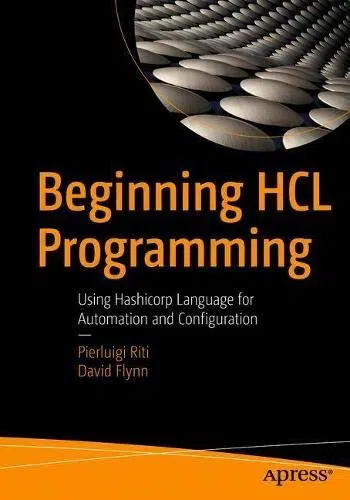 Beginning HCL
Programming
Using Hashicorp Language for
Automation and Configuration
—
Pierluigi Riti
David Flynn
Apress®